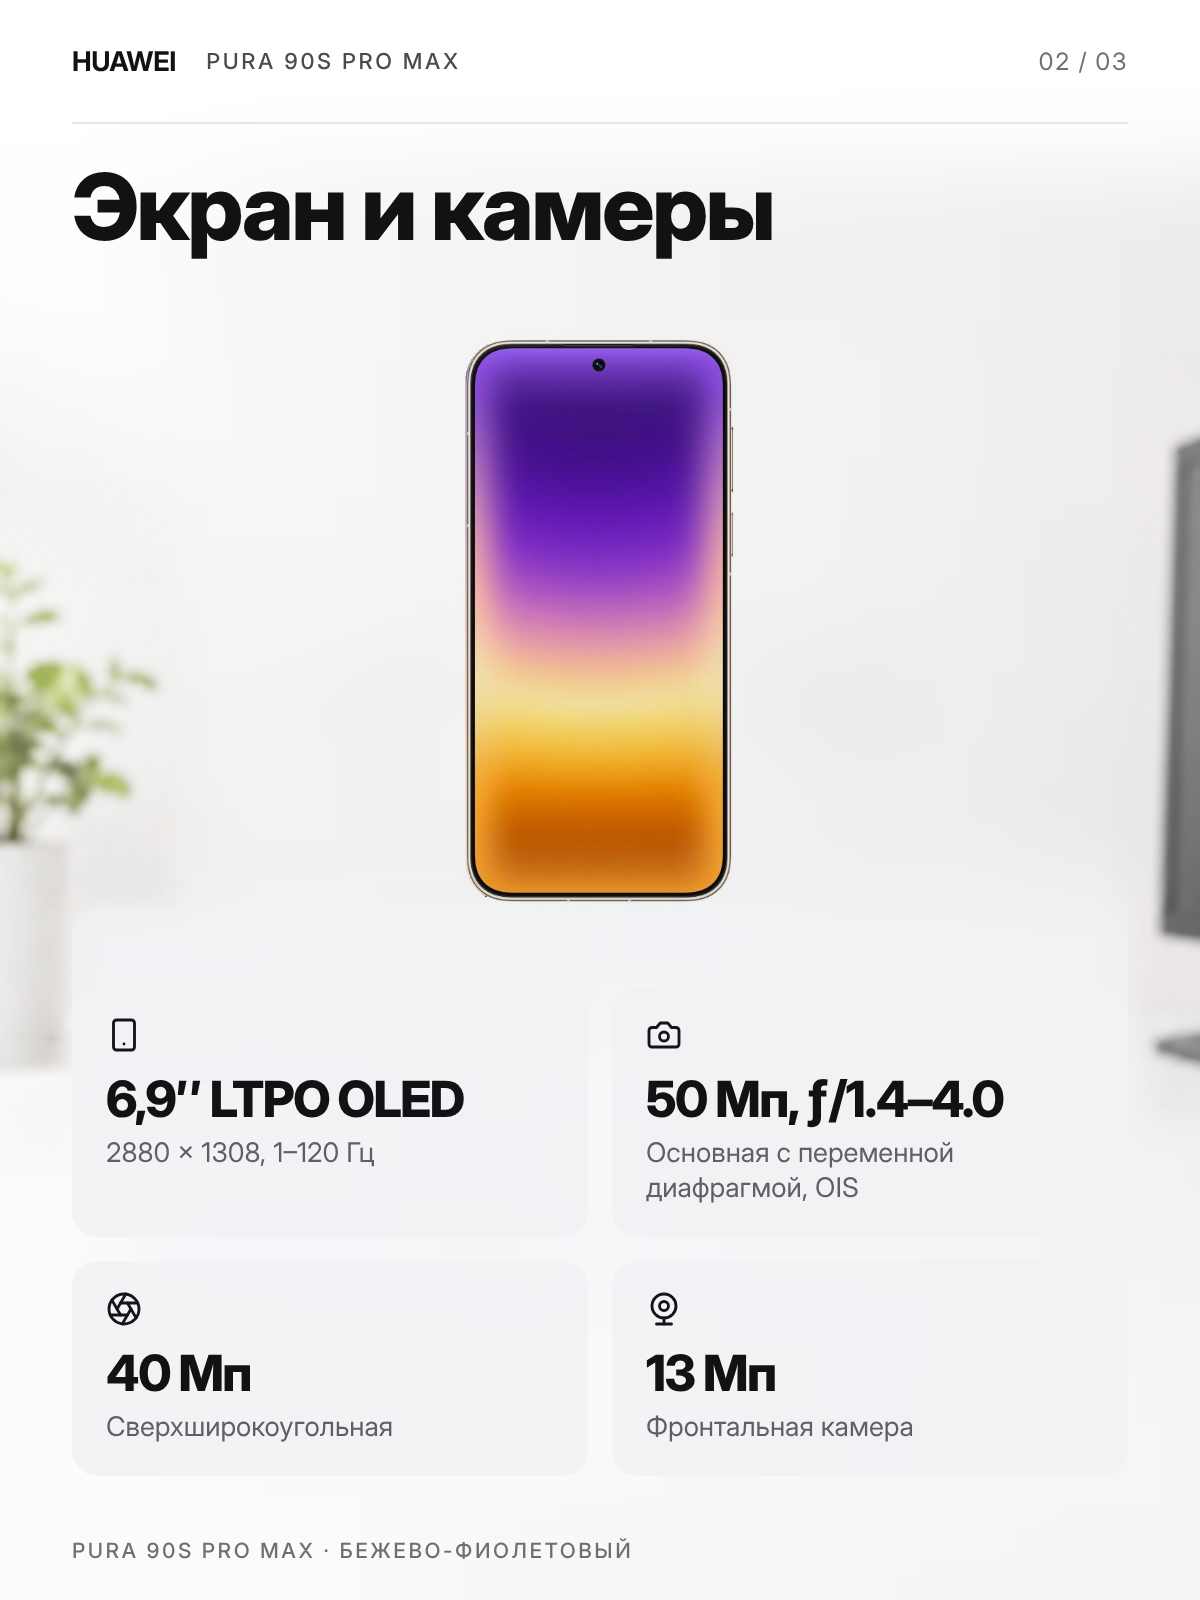 HUAWEI PURA 90S PRO MAX 02 / 03
Экран и камеры
6,9″ LTPO OLED
2880 × 1308, 1–120 Гц
50 Мп, ƒ/1.4–4.0
Основная с переменной
диафрагмой, OIS
40 Мп
Сверхширокоугольная
13 Мп
Фронтальная камера
PURA 90S PRO MAX · БЕЖЕВО-ФИОЛЕТОВЫЙ